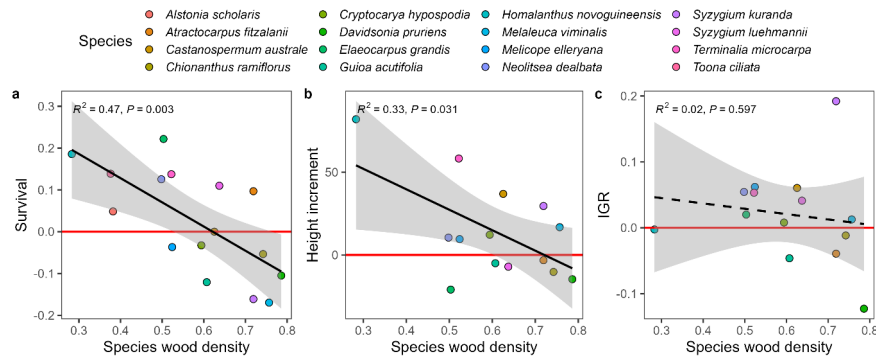 Species
Alstonia scholaris
Atractocarpus fitzalanii
Castanospermum australe
Chionanthus ramiflorus
Cryptocarya hypospodia
Davidsonia pruriens
Elaeocarpus grandis
Guioa acutifolia
Homalanthus novoguineensis
Melaleuca viminalis
Melicope elleryana
Neolitsea dealbata
Syzygium kuranda
Syzygium luehmannii
Terminalia microcarpa
Toona ciliata
a
R² = 0.47, P = 0.003
Survival
0.3
0.2
0.1
0.0
-0.1
-0.2
0.3 0.4 0.5 0.6 0.7 0.8
Species wood density
b
R² = 0.33, P = 0.031
Height increment
50
0
0.3 0.4 0.5 0.6 0.7 0.8
Species wood density
c
R² = 0.02, P = 0.597
IGR
0.2
0.1
0.0
-0.1
0.3 0.4 0.5 0.6 0.7 0.8
Species wood density